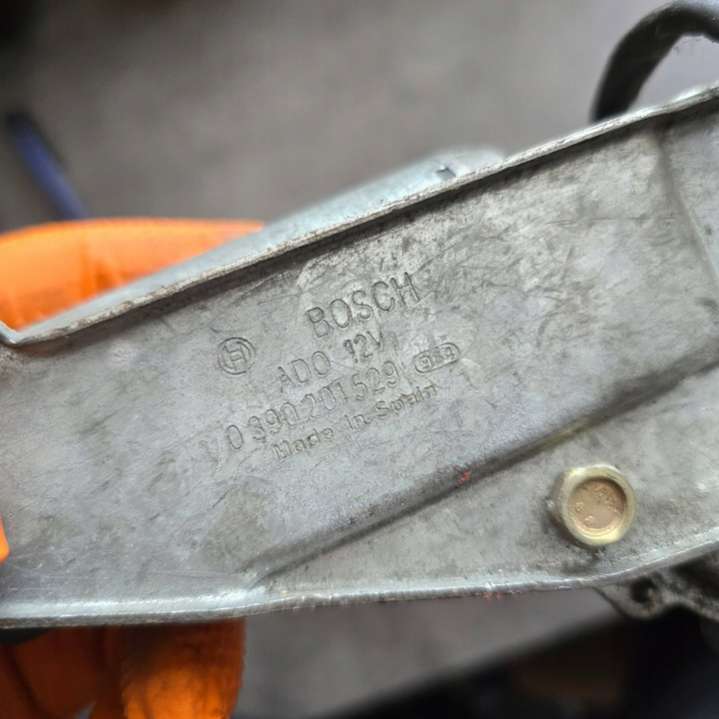 BOSCH
ADO 12V
0 390 201 529
Made in Spain